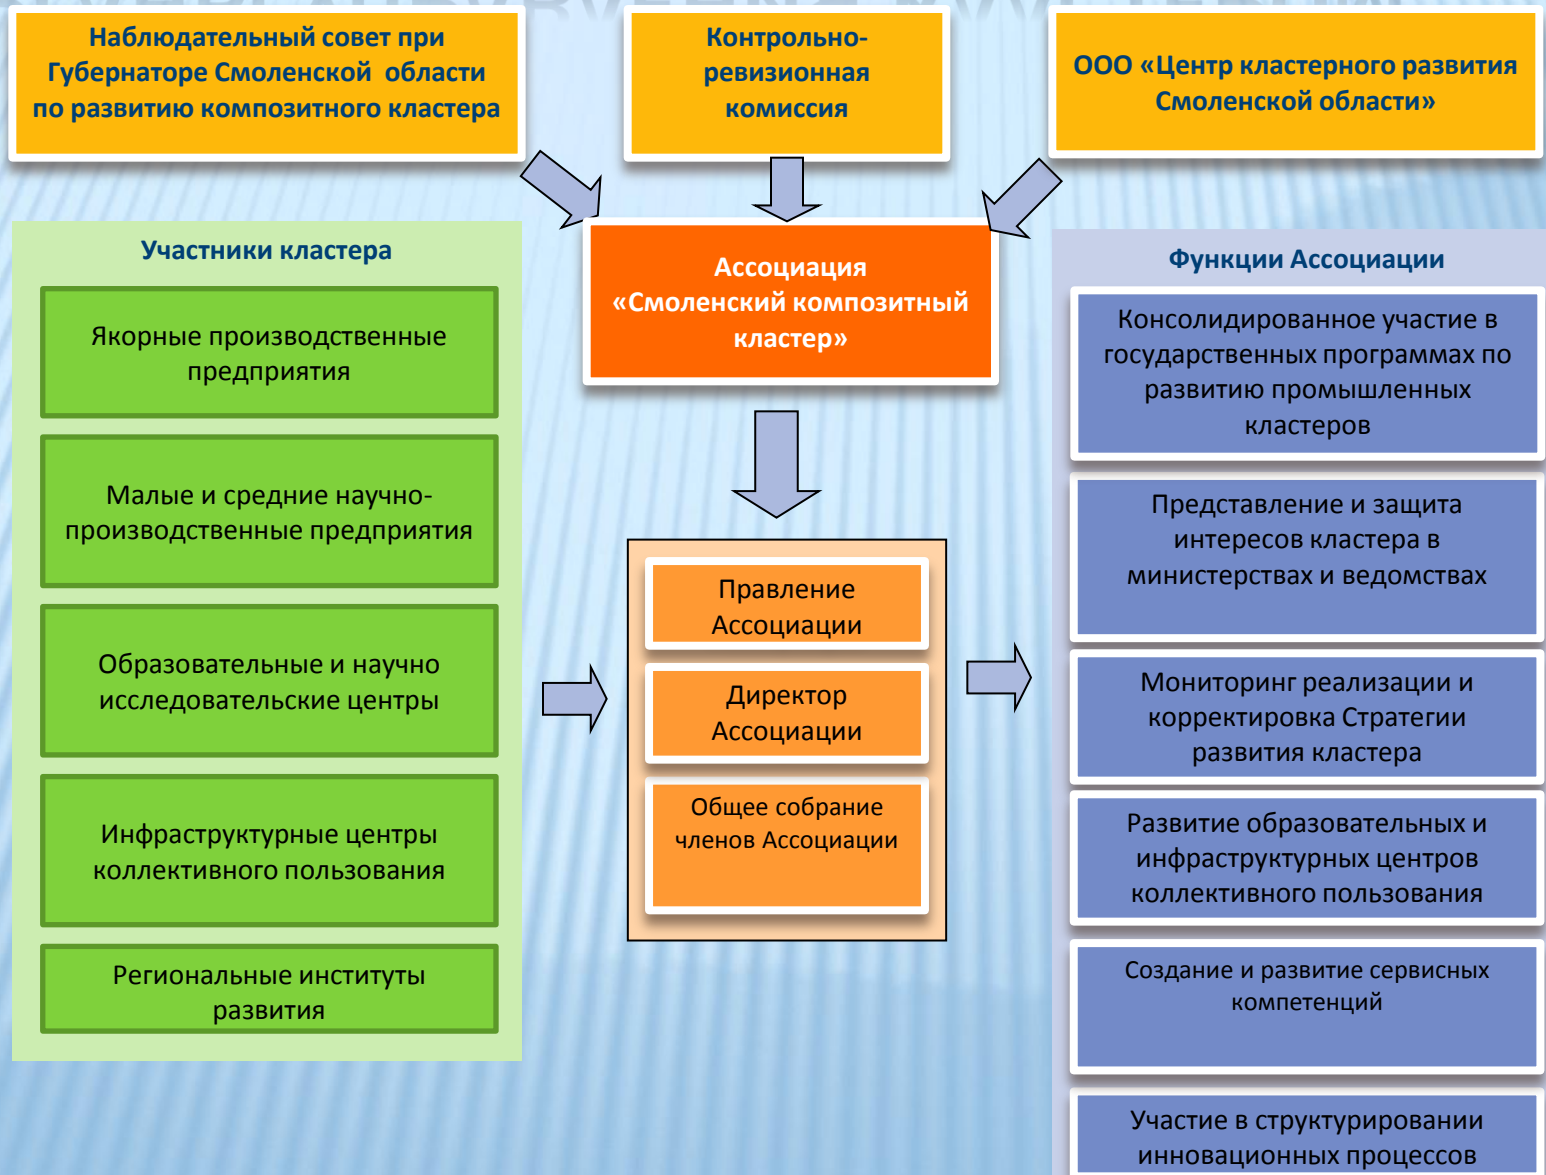 Наблюдательный совет при
Губернаторе Смоленской области
по развитию композитного кластера
Контрольно-
ревизионная
комиссия
ООО «Центр кластерного развития
Смоленской области»
Ассоциация
«Смоленский композитный
кластер»
Участники кластера
Якорные производственные
предприятия
Малые и средние научно-
производственные предприятия
Образовательные и научно
исследовательские центры
Инфраструктурные центры
коллективного пользования
Региональные институты
развития
Правление
Ассоциации
Директор
Ассоциации
Общее собрание
членов Ассоциации
Функции Ассоциации
Консолидированное участие в
государственных программах по
развитию промышленных
кластеров
Представление и защита
интересов кластера в
министерствах и ведомствах
Мониторинг реализации и
корректировка Стратегии
развития кластера
Развитие образовательных и
инфраструктурных центров
коллективного пользования
Создание и развитие сервисных
компетенций
Участие в структурировании
инновационных процессов